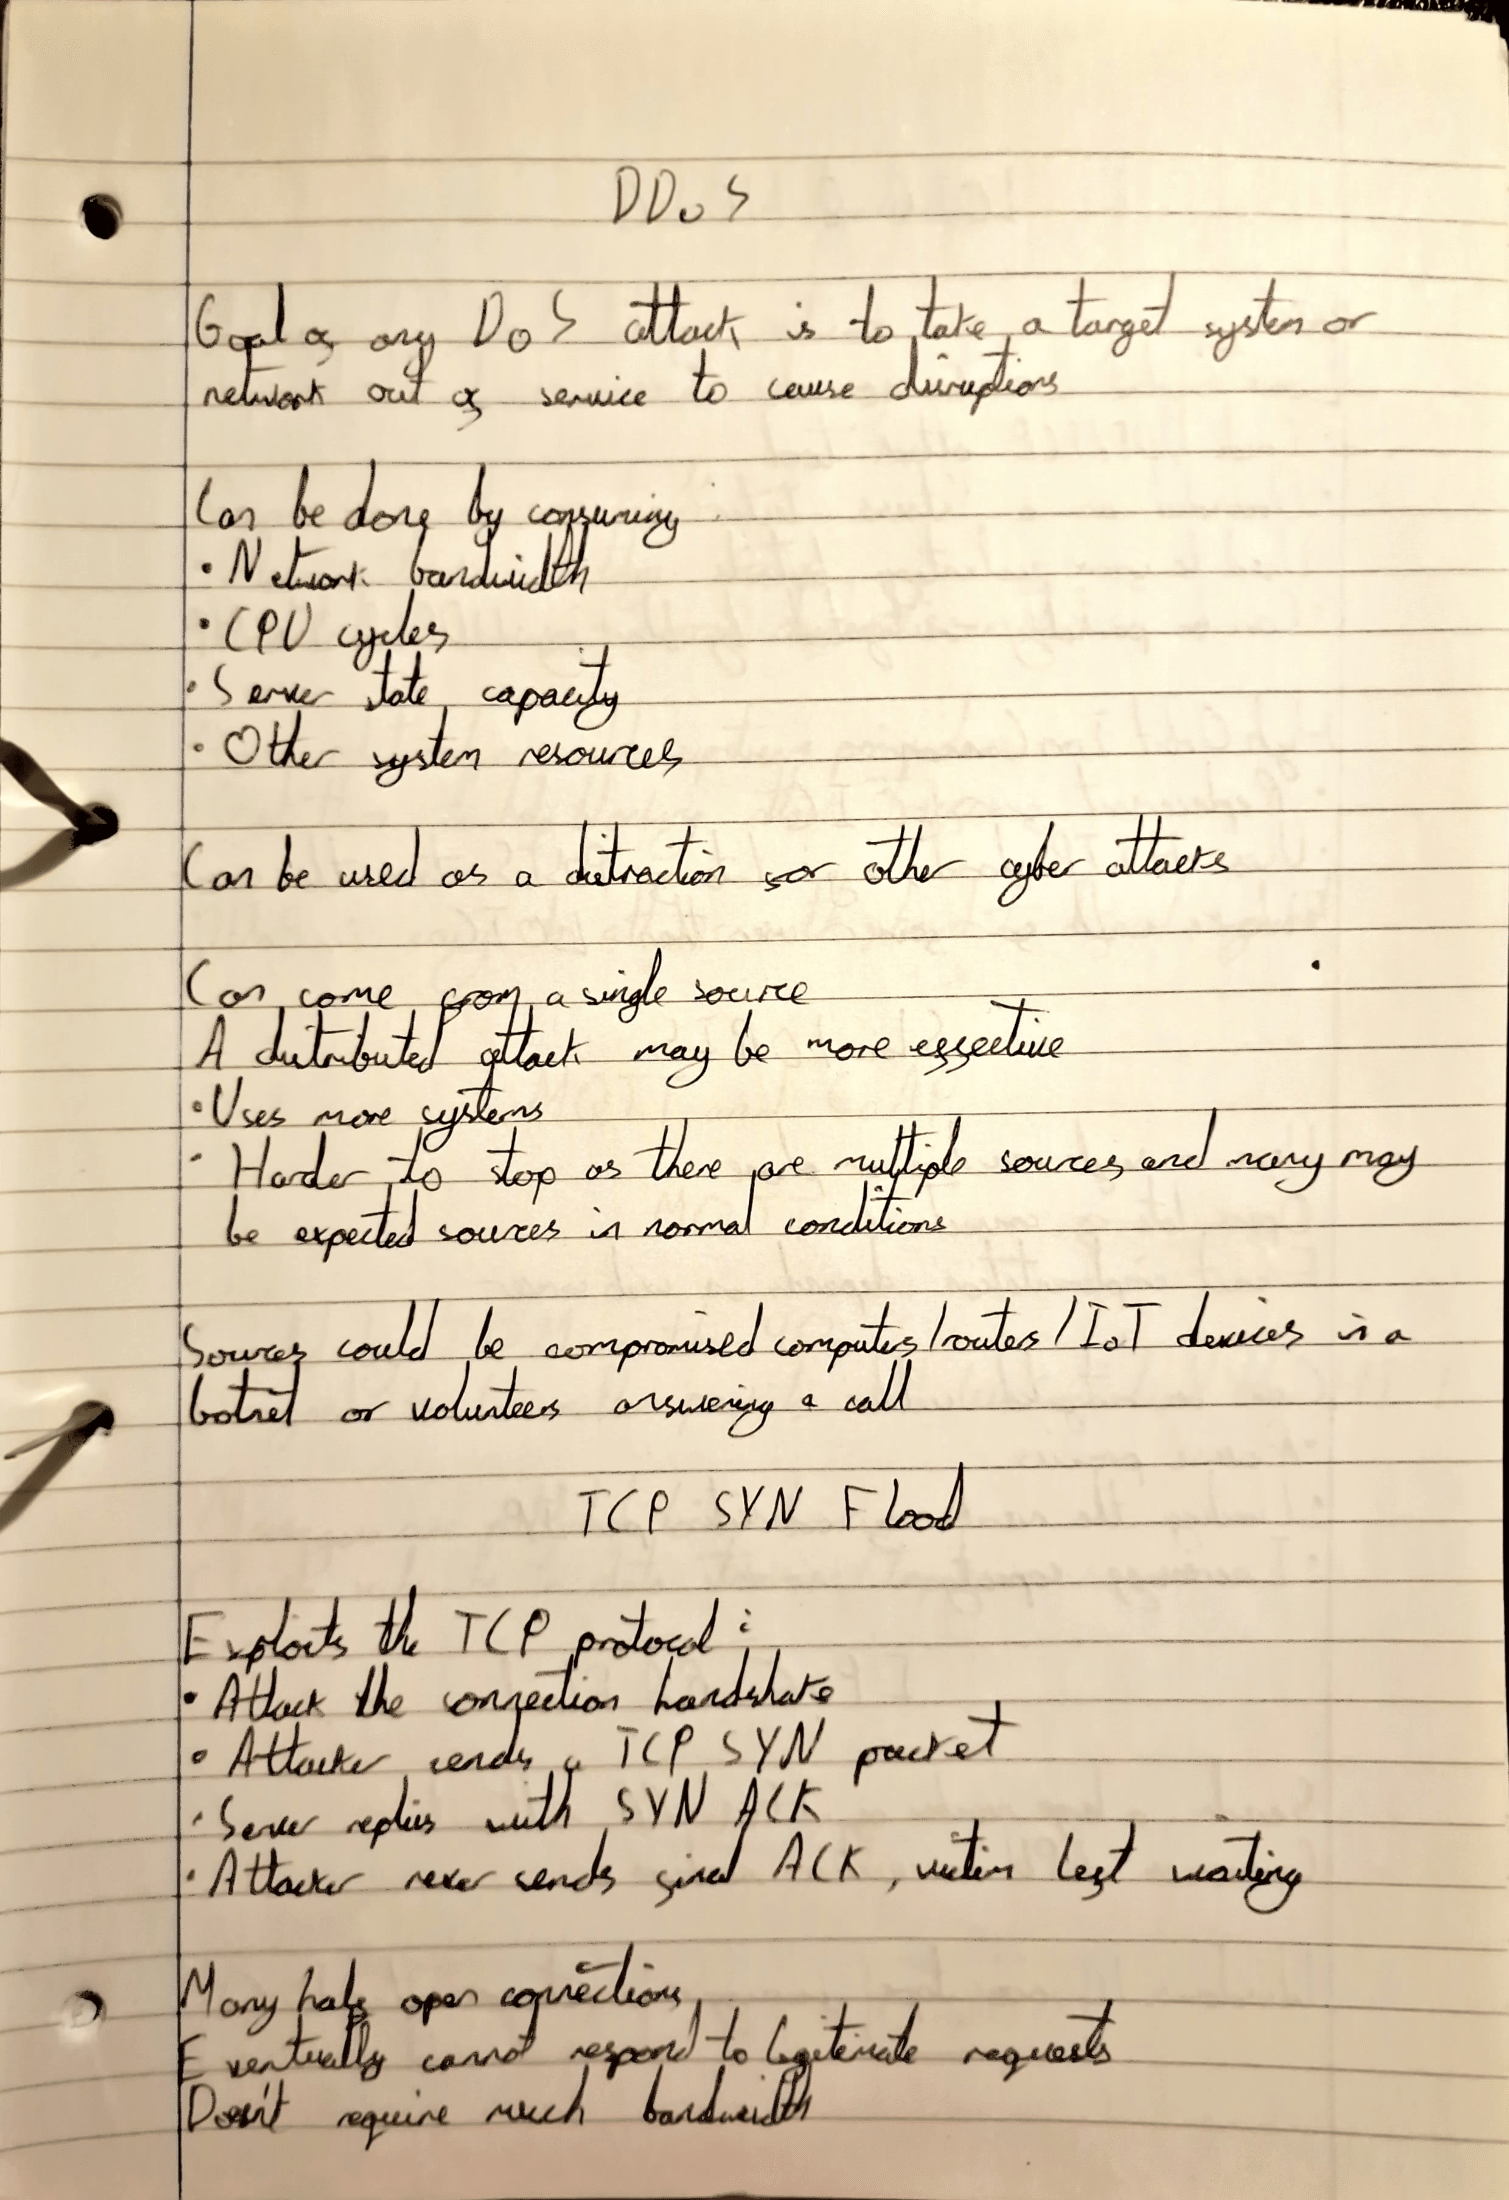 DDoS
Goal of any DoS attack is to take a target system or
network out of service to cause disruptions
Can be done by consuming
• Network bandwidth
• CPU cycles
• Server state capacity
• Other system resources
Can be used as a distraction for other cyber attacks
Can come from a single source
A distributed attack may be more effective
• Uses more systems
• Harder to stop as there are multiple sources, and many may
be expected sources in normal conditions
Sources could be compromised computers/routers/IoT devices in a
botnet or volunteers answering a call
TCP SYN Flood
Exploits the TCP protocol:
• Attack the connection handshake
• Attacker sends a TCP SYN packet
• Server replies with SYN ACK
• Attacker never sends final ACK, victim left waiting
Many half open connections
Eventually cannot respond to legitemate requests
Doesn't require much bandwidth